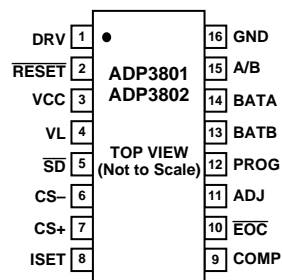 DRV 1 16 GND
RESET 2 15 A/B
ADP3801
ADP3802
VCC 3 14 BATA
VL 4 13 BATB
TOP VIEW
(Not to Scale)
SD 5 12 PROG
CS– 6 11 ADJ
CS+ 7 10 EOC
ISET 8 9 COMP